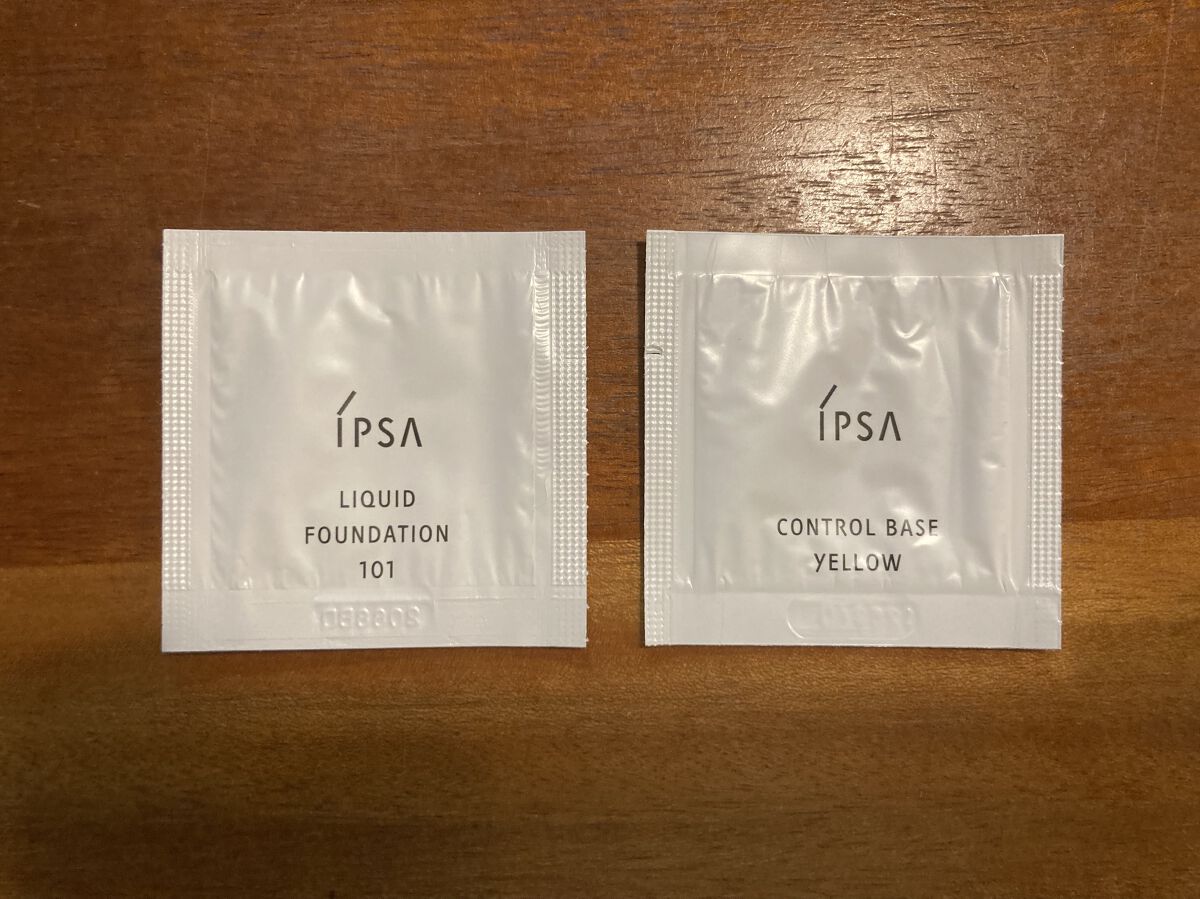 ÍPSA
LIQUID
FOUNDATION
101
ÍPSA
CONTROL BASE
YELLOW